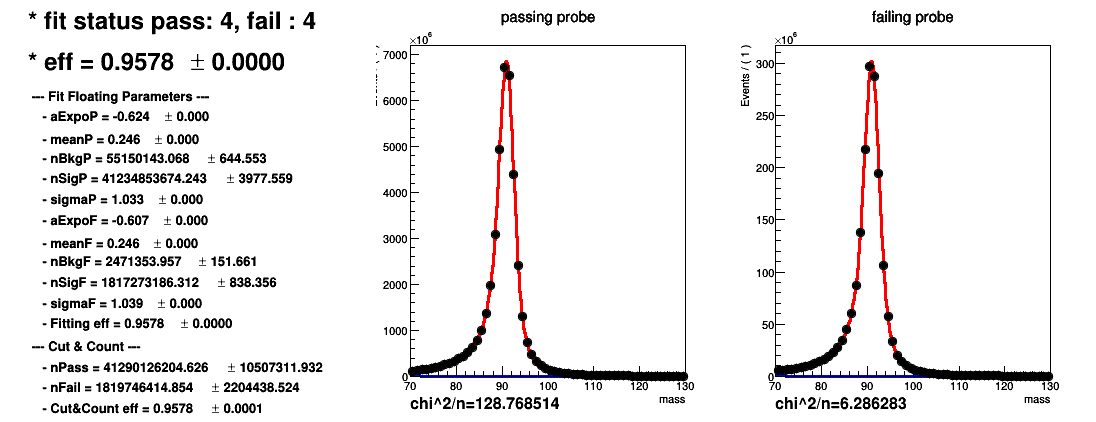 * fit status pass: 4, fail : 4
* eff = 0.9578 ± 0.0000
--- Fit Floating Parameters ---
- aExpoP = -0.624 ± 0.000
- meanP = 0.246 ± 0.000
- nBkgP = 55150143.068 ± 644.553
- nSigP = 41234853674.243 ± 3977.559
- sigmaP = 1.033 ± 0.000
- aExpoF = -0.607 ± 0.000
- meanF = 0.246 ± 0.000
- nBkgF = 2471353.957 ± 151.661
- nSigF = 1817273186.312 ± 838.356
- sigmaF = 1.039 ± 0.000
- Fitting eff = 0.9578 ± 0.0000
--- Cut & Count ---
- nPass = 41290126204.626 ± 10507311.932
- nFail = 1819746414.854 ± 2204438.524
- Cut&Count eff = 0.9578 ± 0.0001
passing probe
×10^6
7000
6000
5000
4000
3000
2000
1000
0
70 80 90 100 110 120 130
mass
chi^2/n=128.768514
failing probe
×10^6
Events / ( 1 )
300
250
200
150
100
50
0
70 80 90 100 110 120 130
mass
chi^2/n=6.286283